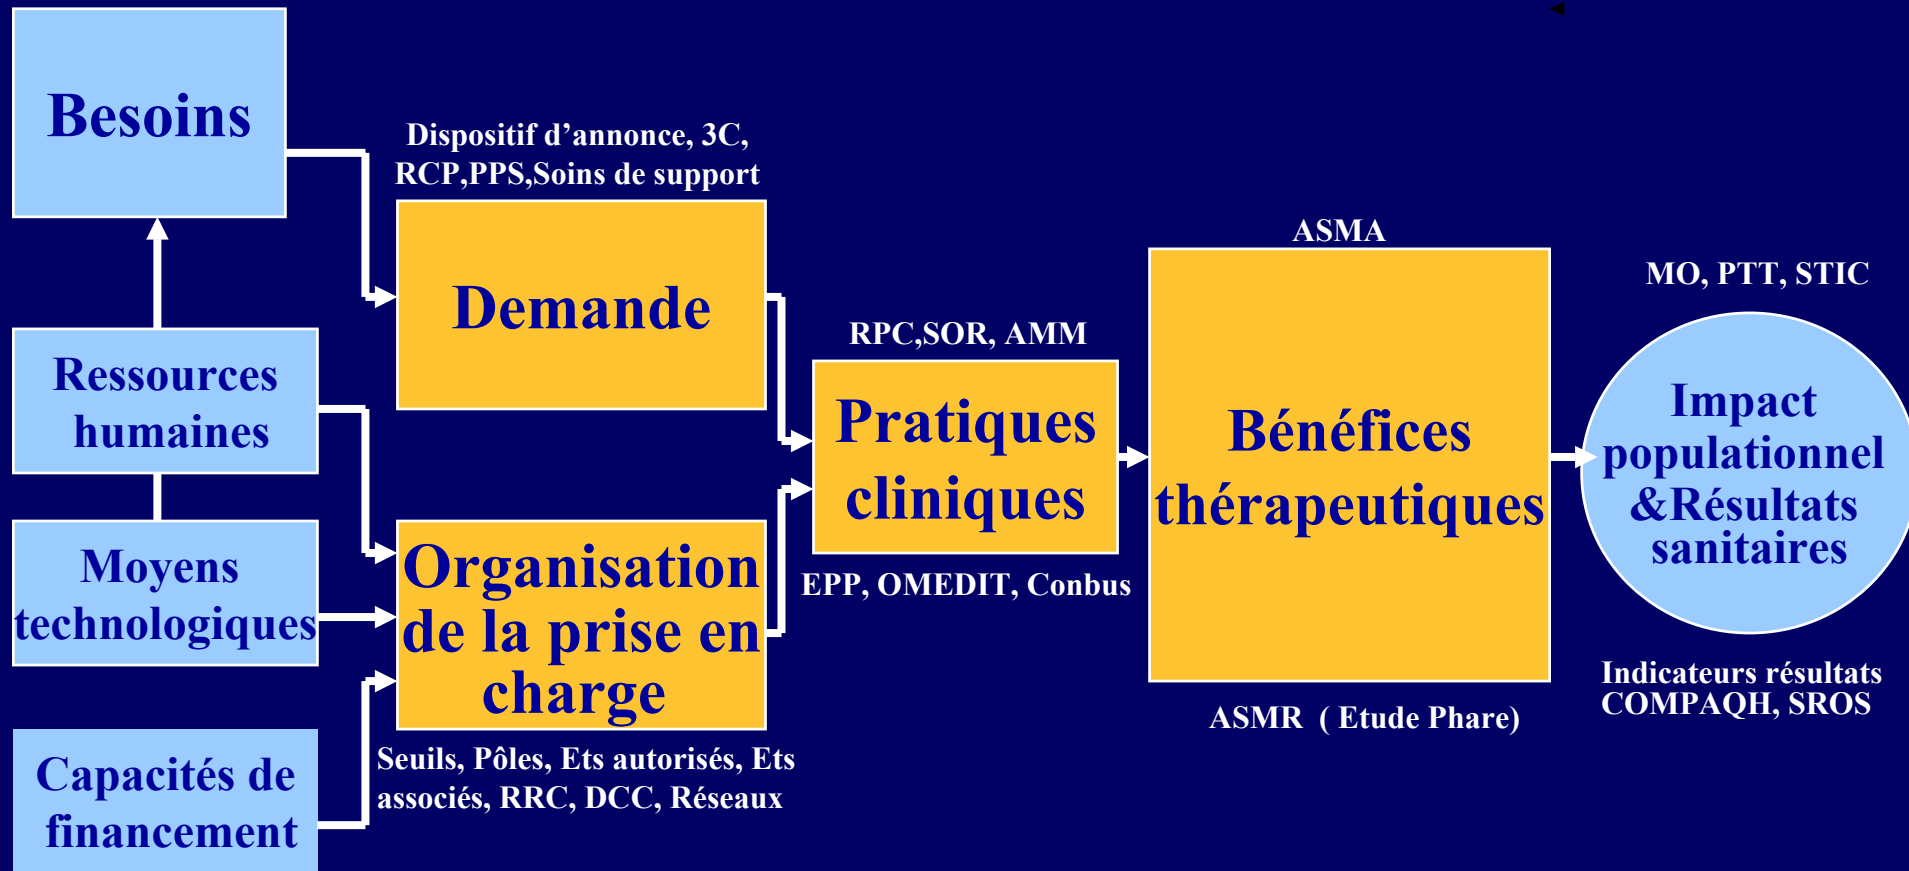 Besoins
Dispositif d’annonce, 3C,
RCP,PPS,Soins de support
Demande
Ressources
humaines
Moyens
technologiques
Capacités de
financement
Organisation
de la prise en
charge
Seuils, Pôles, Ets autorisés, Ets
associés, RRC, DCC, Réseaux
RPC,SOR, AMM
Pratiques
cliniques
EPP, OMEDIT, Conbus
ASMA
Bénéfices
thérapeutiques
ASMR ( Etude Phare)
MO, PTT, STIC
Impact
populationnel
&Résultats
sanitaires
Indicateurs résultats
COMPAQH, SROS